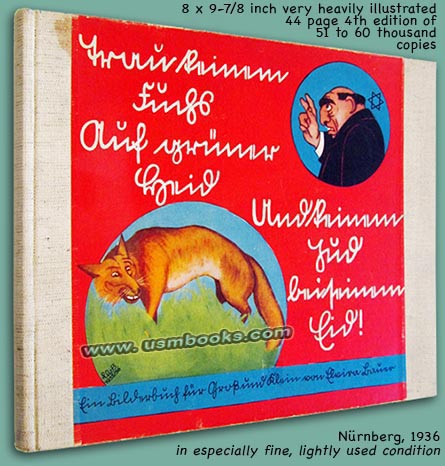 8 x 9-7/8 inch very heavily illustrated
44 page 4th edition of
51 to 60 thousand
copies
Trau keinem
Fuchs
Auf grüner
Heid
Und keinem
Jud
bei seinem
Eid!
www.usmbooks.com
Ein Bilderbuch für Groß und Klein von Elvira Bauer
Nürnberg, 1936
in especially fine, lightly used condition